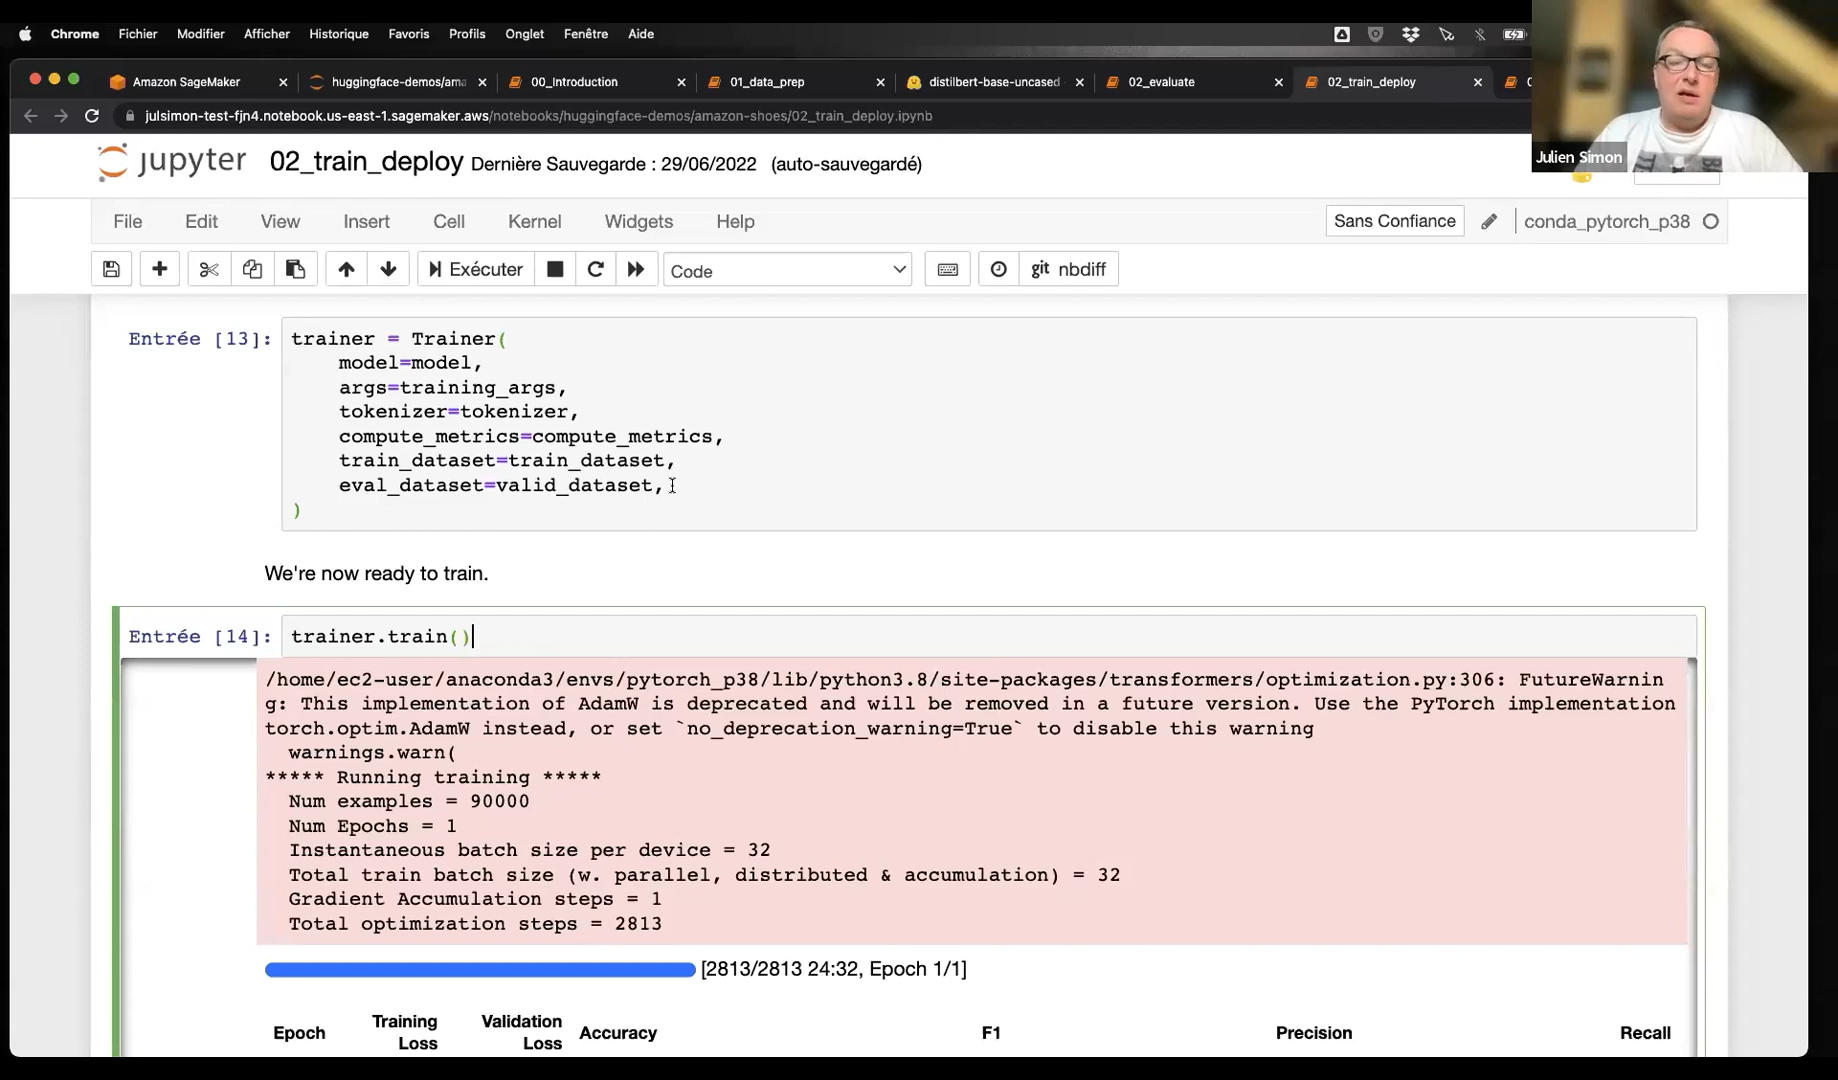 Chrome Fichier Modifier Afficher Historique Favoris Profils Onglet Fenêtre Aide
Amazon SageMaker huggingface-demos/ama 00_Introduction 01_data_prep distilbert-base-uncased 02_evaluate 02_train_deploy 0
julsimon-test-fjn4.notebook.us-east-1.sagemaker.aws/notebooks/huggingface-demos/amazon-shoes/02_train_deploy.ipynb
Julien Simon
jupyter 02_train_deploy Dernière Sauvegarde : 29/06/2022 (auto-sauvegardé)
File Edit View Insert Cell Kernel Widgets Help Sans Confiance conda_pytorch_p38
Exécuter Code git nbdiff
Entrée [13]: trainer = Trainer(
model=model,
args=training_args,
tokenizer=tokenizer,
compute_metrics=compute_metrics,
train_dataset=train_dataset,
eval_dataset=valid_dataset,
)
We're now ready to train.
Entrée [14]: trainer.train()
/home/ec2-user/anaconda3/envs/pytorch_p38/lib/python3.8/site-packages/transformers/optimization.py:306: FutureWarnin
g: This implementation of AdamW is deprecated and will be removed in a future version. Use the PyTorch implementation
torch.optim.AdamW instead, or set `no_deprecation_warning=True` to disable this warning
warnings.warn(
***** Running training *****
Num examples = 90000
Num Epochs = 1
Instantaneous batch size per device = 32
Total train batch size (w. parallel, distributed & accumulation) = 32
Gradient Accumulation steps = 1
Total optimization steps = 2813
[2813/2813 24:32, Epoch 1/1]
Epoch Training Loss Validation Loss Accuracy F1 Precision Recall